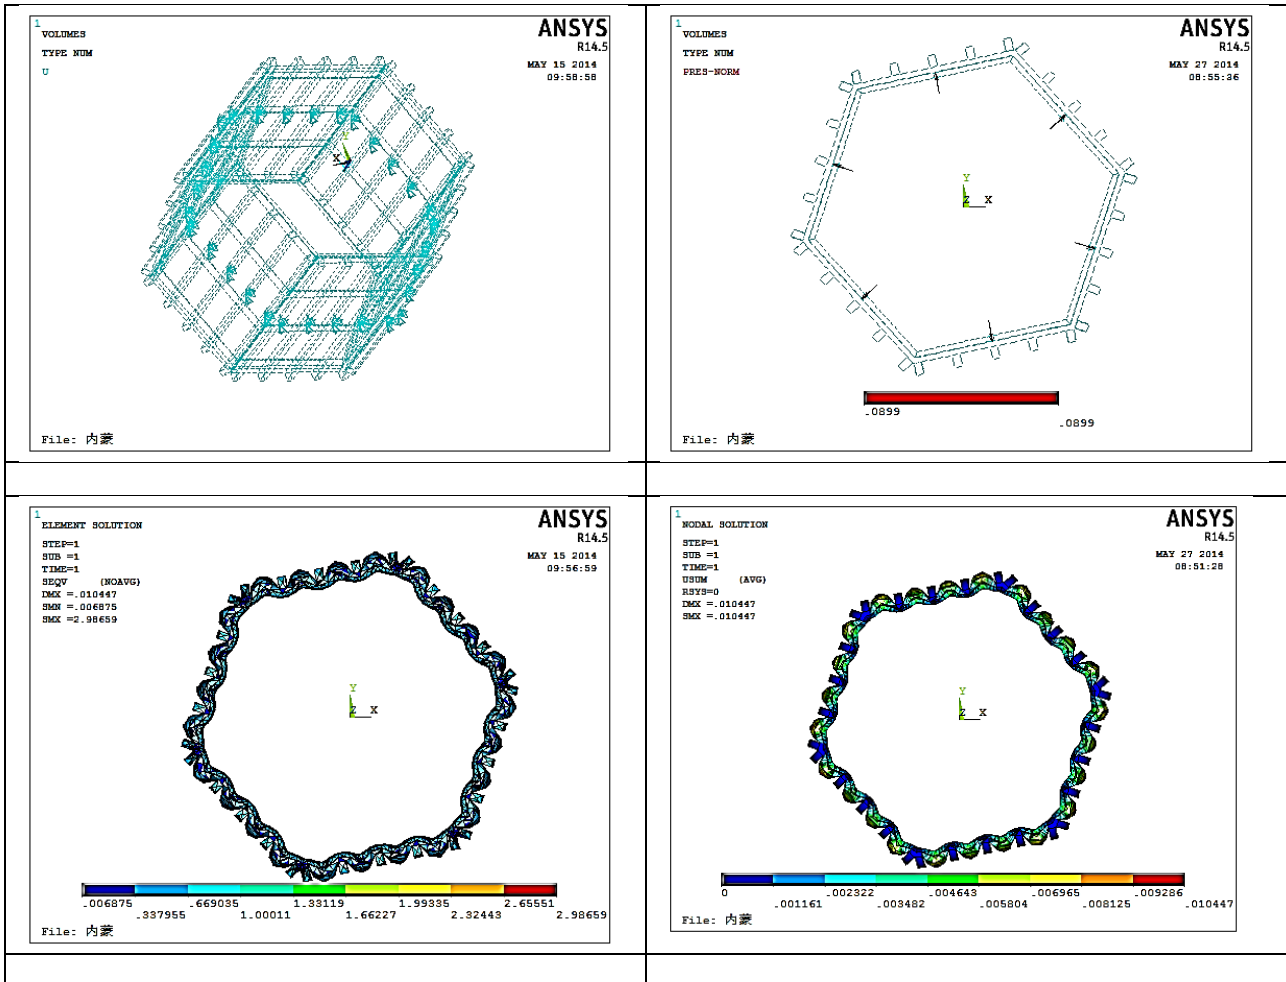 1
VOLUMES
TYPE NUM
U
ANSYS
R14.5
MAY 15 2014
09:58:58
Y
X
File: 内蒙
1
VOLUMES
TYPE NUM
PRES-NORM
ANSYS
R14.5
MAY 27 2014
08:55:36
Y
Z X
.0899
.0899
File: 内蒙
1
ELEMENT SOLUTION
STEP=1
SUB =1
TIME=1
SEQV (NOAVG)
DMX =.010447
SMN =.006875
SMX =2.98659
ANSYS
R14.5
MAY 15 2014
09:56:59
Y
Z X
.006875 .669035 1.33119 1.99335 2.65551
.337955 1.00011 1.66227 2.32443 2.98659
File: 内蒙
1
NODAL SOLUTION
STEP=1
SUB =1
TIME=1
USUM (AVG)
RSYS=0
DMX =.010447
SMX =.010447
ANSYS
R14.5
MAY 27 2014
08:51:28
Y
Z X
0 .002322 .004643 .006965 .009286
.001161 .003482 .005804 .008125 .010447
File: 内蒙